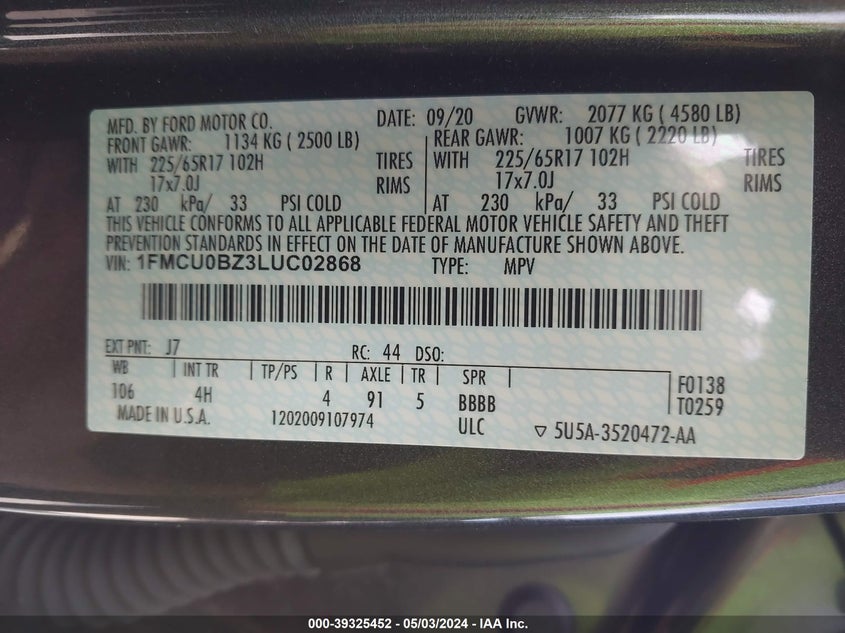 MFD. BY FORD MOTOR CO. DATE: 09/20 GVWR: 2077 KG ( 4580 LB)
FRONT GAWR: 1134 KG ( 2500 LB) REAR GAWR: 1007 KG ( 2220 LB)
WITH 225/65R17 102H TIRES WITH 225/65R17 102H TIRES
17x7.0J RIMS 17x7.0J RIMS
AT 230 kPa/ 33 PSI COLD AT 230 kPa/ 33 PSI COLD
THIS VEHICLE CONFORMS TO ALL APPLICABLE FEDERAL MOTOR VEHICLE SAFETY AND THEFT
PREVENTION STANDARDS IN EFFECT ON THE DATE OF MANUFACTURE SHOWN ABOVE.
VIN: 1FMCU0BZ3LUC02868 TYPE: MPV
EXT PNT: J7 RC: 44 DSO:
WB INT TR TP/PS R AXLE TR SPR F0138
106 4H 4 91 5 BBBB T0259
MADE IN U.S.A. 1202009107974 ULC ▽ 5U5A-3520472-AA
000-39325452 - 05/03/2024 - IAA Inc.